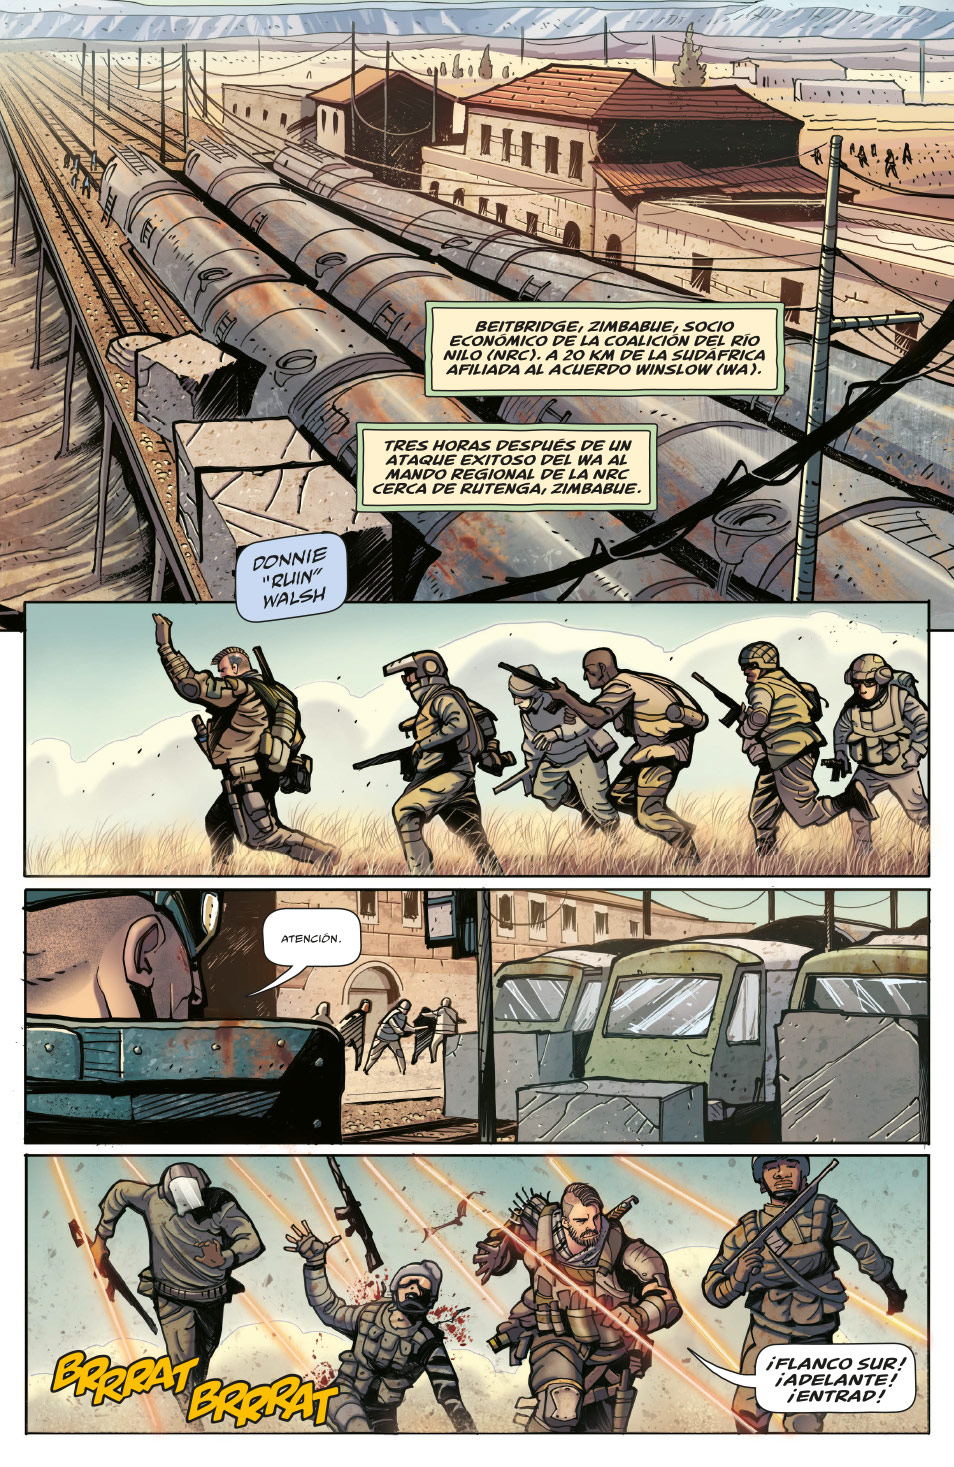 BEITBRIDGE, ZIMBABUE, SOCIO
ECONÓMICO DE LA COALICIÓN DEL RÍO
NILO (NRC). A 20 KM DE LA SUDÁFRICA
AFILIADA AL ACUERDO WINSLOW (WA).
TRES HORAS DESPUÉS DE UN
ATAQUE EXITOSO DEL WA AL
MANDO REGIONAL DE LA NRC
CERCA DE RUTENGA, ZIMBABUE.
DONNIE
"RUIN"
WALSH
ATENCIÓN.
BRRRAT
BRRRAT
¡FLANCO SUR!
¡ADELANTE!
¡ENTRAD!